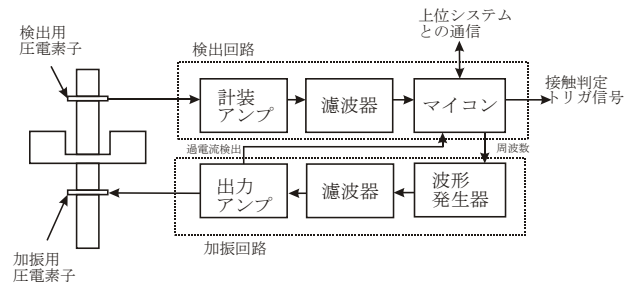 検出用
圧電素子
検出回路
上位システム
との通信
計装
アンプ
濾波器
マイコン
接触判定
トリガ信号
過電流検出
周波数
出力
アンプ
濾波器
波形
発生器
加振回路
加振用
圧電素子